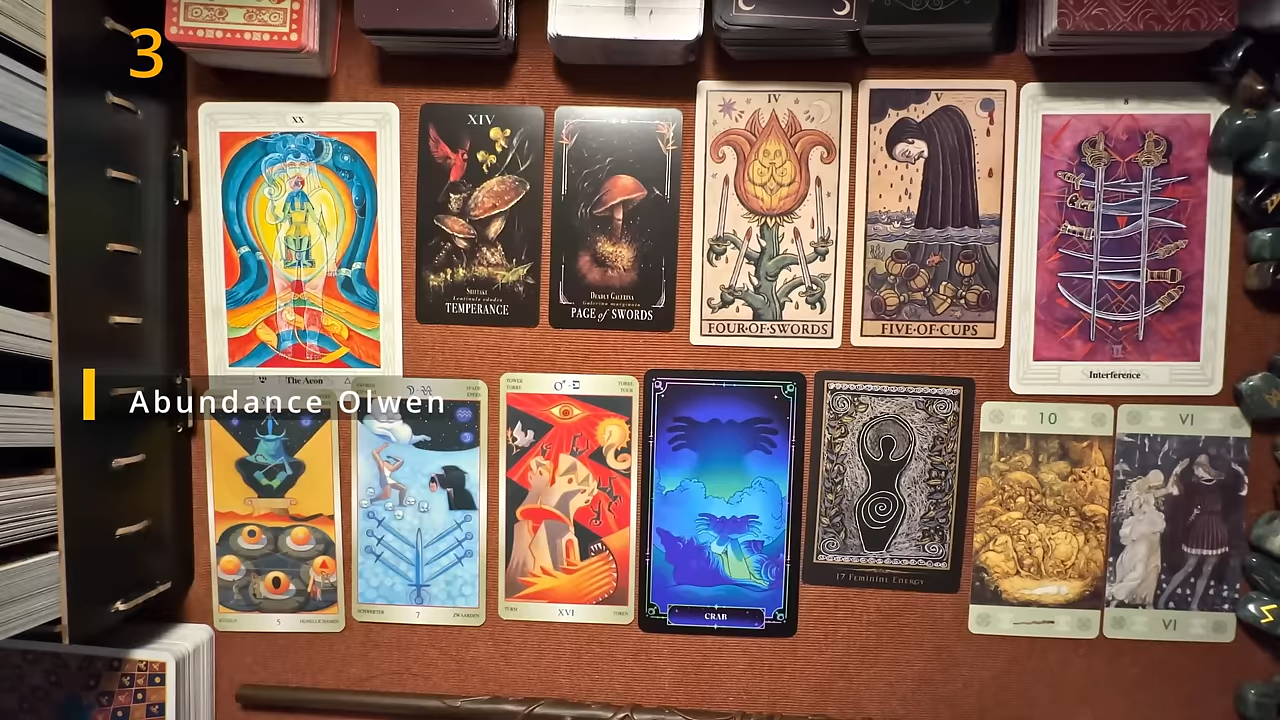 3
XX
XIV
SHIITAKE
Lentinula edodes
TEMPERANCE
DEADLY GALERINA
Galerina marginata
PAGE of SWORDS
IV
FOUR·OF·SWORDS
V
FIVE·OF·CUPS
8
Interference
The Aeon
Abundance Olwen
5
7
ZWAARDEN
TOWER
TORRE
XVI
TOREN
CRAB
17 FEMININE ENERGY
10
VI
VI